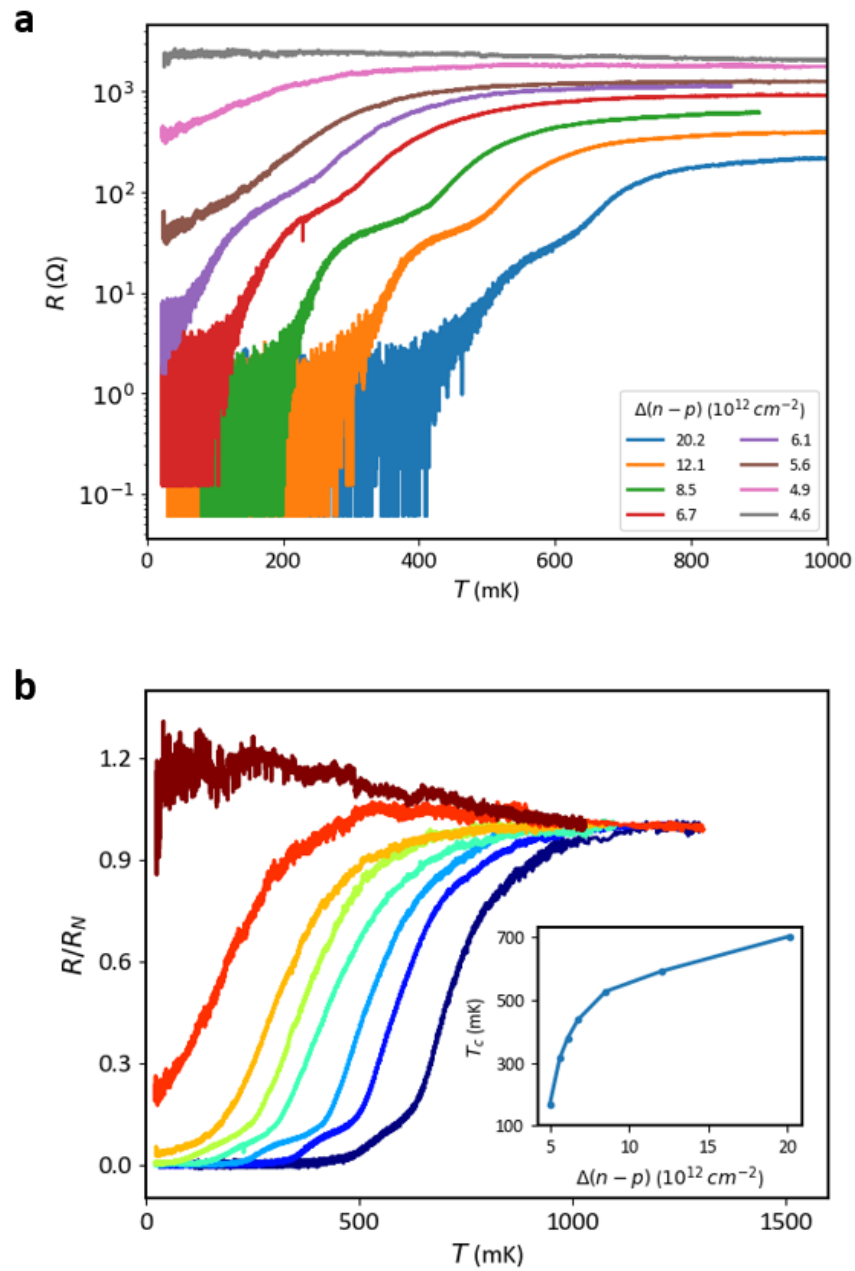 a
10³
10²
10¹
10⁰
10⁻¹
R (Ω)
Δ(n − p) (10¹² cm⁻²)
20.2 6.1
12.1 5.6
8.5 4.9
6.7 4.6
0 200 400 600 800 1000
T (mK)
b
1.2
0.9
0.6
0.3
0.0
R/R_N
700
500
300
100
T_c (mK)
5 10 15 20
Δ(n − p) (10¹² cm⁻²)
0 500 1000 1500
T (mK)